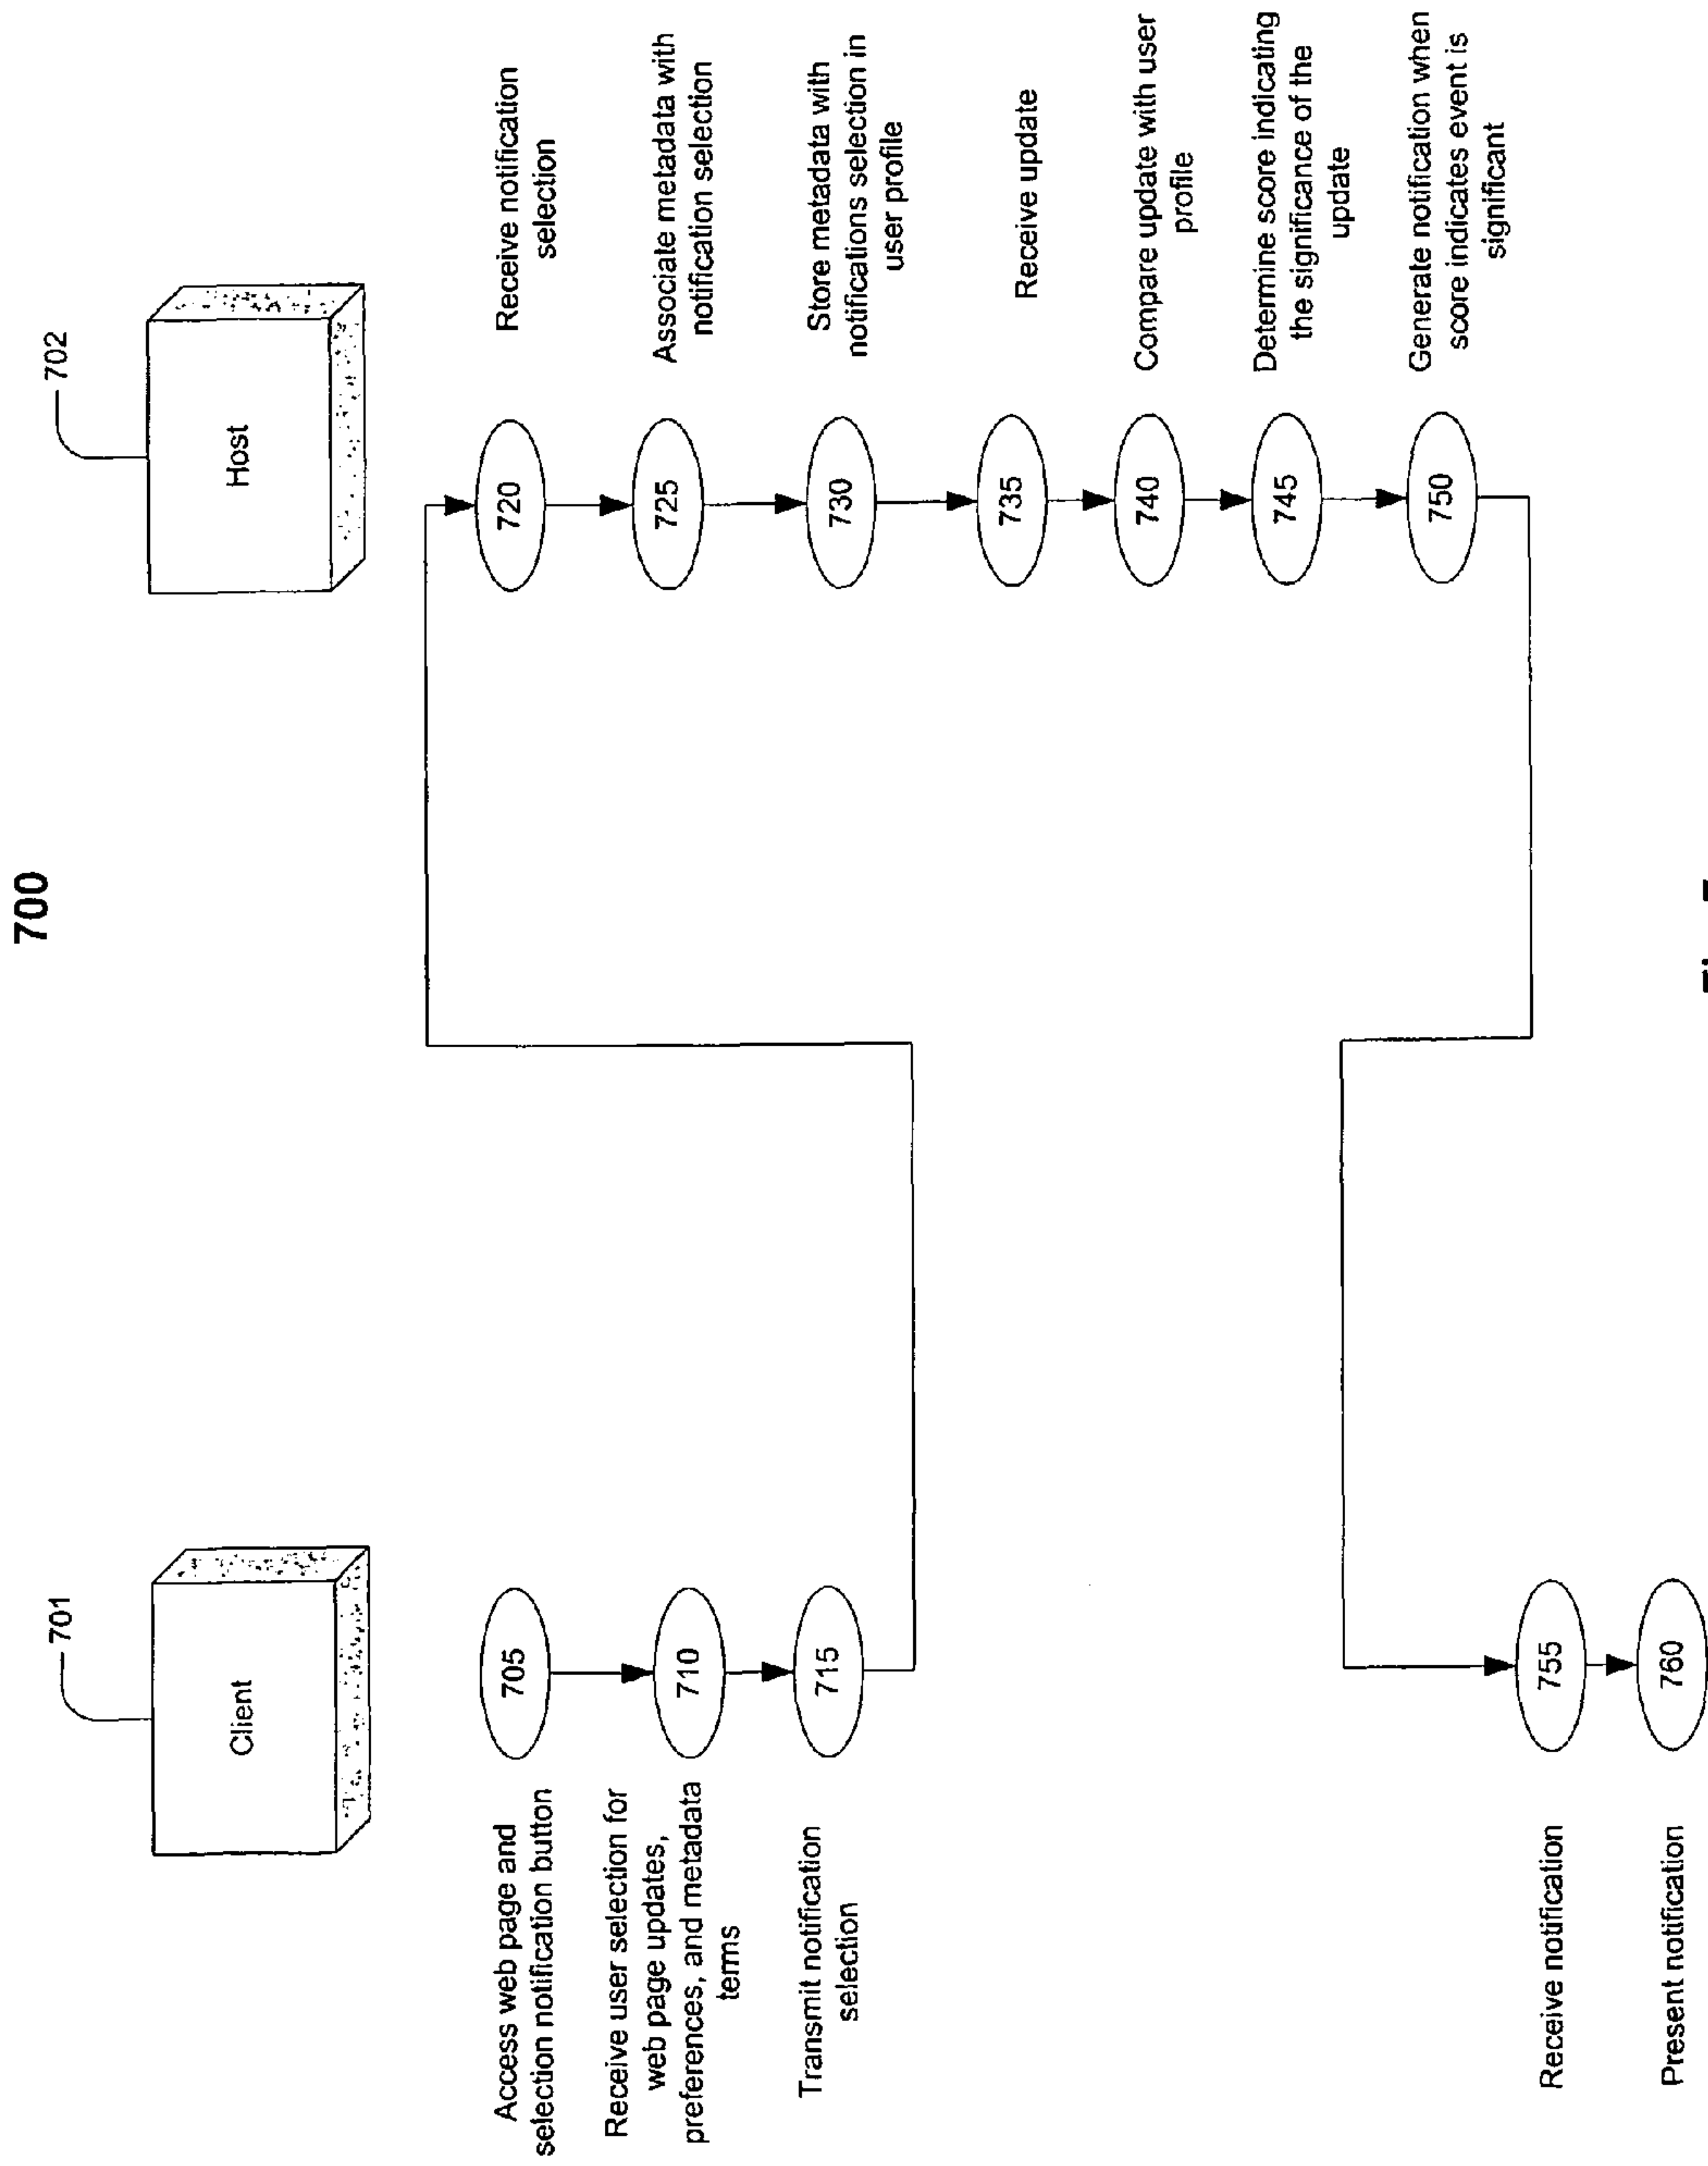 700
701
702
Client
Host
Access web page and
selection notification button
705
Receive user selection for
web page updates,
preferences, and metadata
terms
710
Transmit notification
selection
715
720
Receive notification
selection
725
Associate metadata with
notification selection
730
Store metadata with
notifications selection in
user profile
735
Receive update
740
Compare update with user
profile
745
Determine score indicating
the significance of the
update
750
Generate notification when
score indicates event is
significant
Receive notification
755
Present notification
760